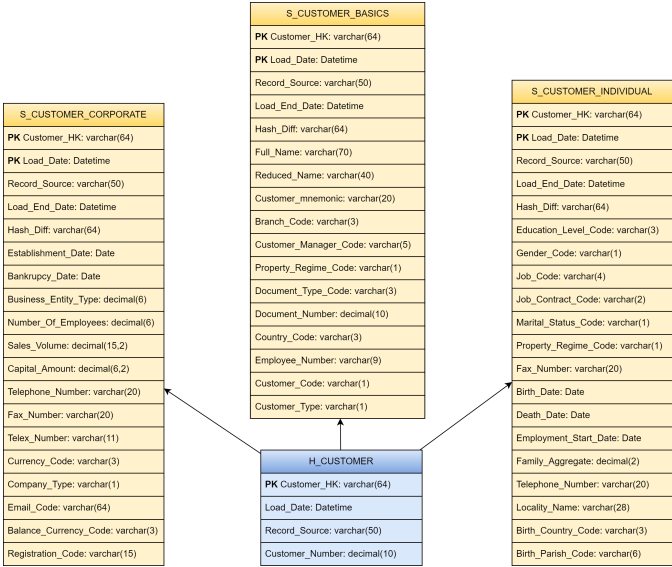 S_CUSTOMER_BASICS
PK Customer_HK: varchar(64)
PK Load_Date: Datetime
Record_Source: varchar(50)
Load_End_Date: Datetime
Hash_Diff: varchar(64)
Full_Name: varchar(70)
Reduced_Name: varchar(40)
Customer_mnemonic: varchar(20)
Branch_Code: varchar(3)
Customer_Manager_Code: varchar(5)
Property_Regime_Code: varchar(1)
Document_Type_Code: varchar(3)
Document_Number: decimal(10)
Country_Code: varchar(3)
Employee_Number: varchar(9)
Customer_Code: varchar(1)
Customer_Type: varchar(1)
S_CUSTOMER_CORPORATE
PK Customer_HK: varchar(64)
PK Load_Date: Datetime
Record_Source: varchar(50)
Load_End_Date: Datetime
Hash_Diff: varchar(64)
Establishment_Date: Date
Bankrupcy_Date: Date
Business_Entity_Type: decimal(6)
Number_Of_Employees: decimal(6)
Sales_Volume: decimal(15,2)
Capital_Amount: decimal(6,2)
Telephone_Number: varchar(20)
Fax_Number: varchar(20)
Telex_Number: varchar(11)
Currency_Code: varchar(3)
Company_Type: varchar(1)
Email_Code: varchar(64)
Balance_Currency_Code: varchar(3)
Registration_Code: varchar(15)
H_CUSTOMER
PK Customer_HK: varchar(64)
Load_Date: Datetime
Record_Source: varchar(50)
Customer_Number: decimal(10)
S_CUSTOMER_INDIVIDUAL
PK Customer_HK: varchar(64)
PK Load_Date: Datetime
Record_Source: varchar(50)
Load_End_Date: Datetime
Hash_Diff: varchar(64)
Education_Level_Code: varchar(3)
Gender_Code: varchar(1)
Job_Code: varchar(4)
Job_Contract_Code: varchar(2)
Marital_Status_Code: varchar(1)
Property_Regime_Code: varchar(1)
Fax_Number: varchar(20)
Birth_Date: Date
Death_Date: Date
Employment_Start_Date: Date
Family_Aggregate: decimal(2)
Telephone_Number: varchar(20)
Locality_Name: varchar(28)
Birth_Country_Code: varchar(3)
Birth_Parish_Code: varchar(6)